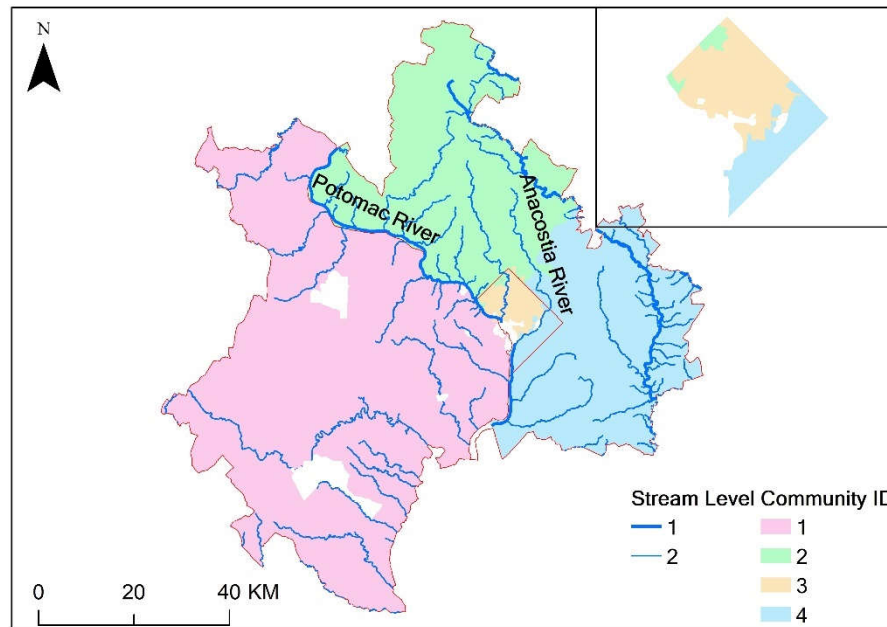 N
Potomac River
Anacostia River
Stream Level Community ID
1 1
2 2
3
4
0 20 40 KM